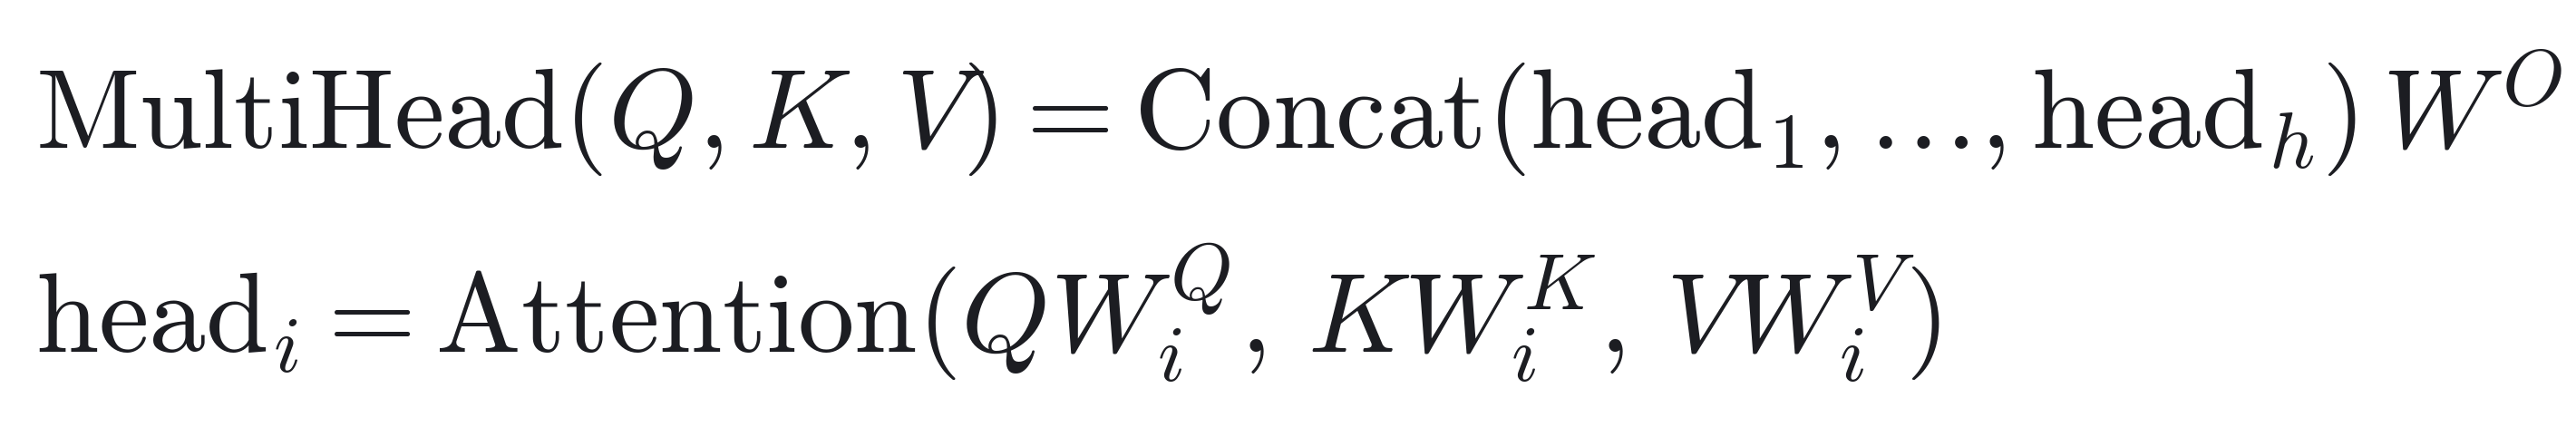 MultiHead(Q, K, V) = Concat(head_1, ..., head_h) W^O
head_i = Attention(QW_i^Q, KW_i^K, VW_i^V)